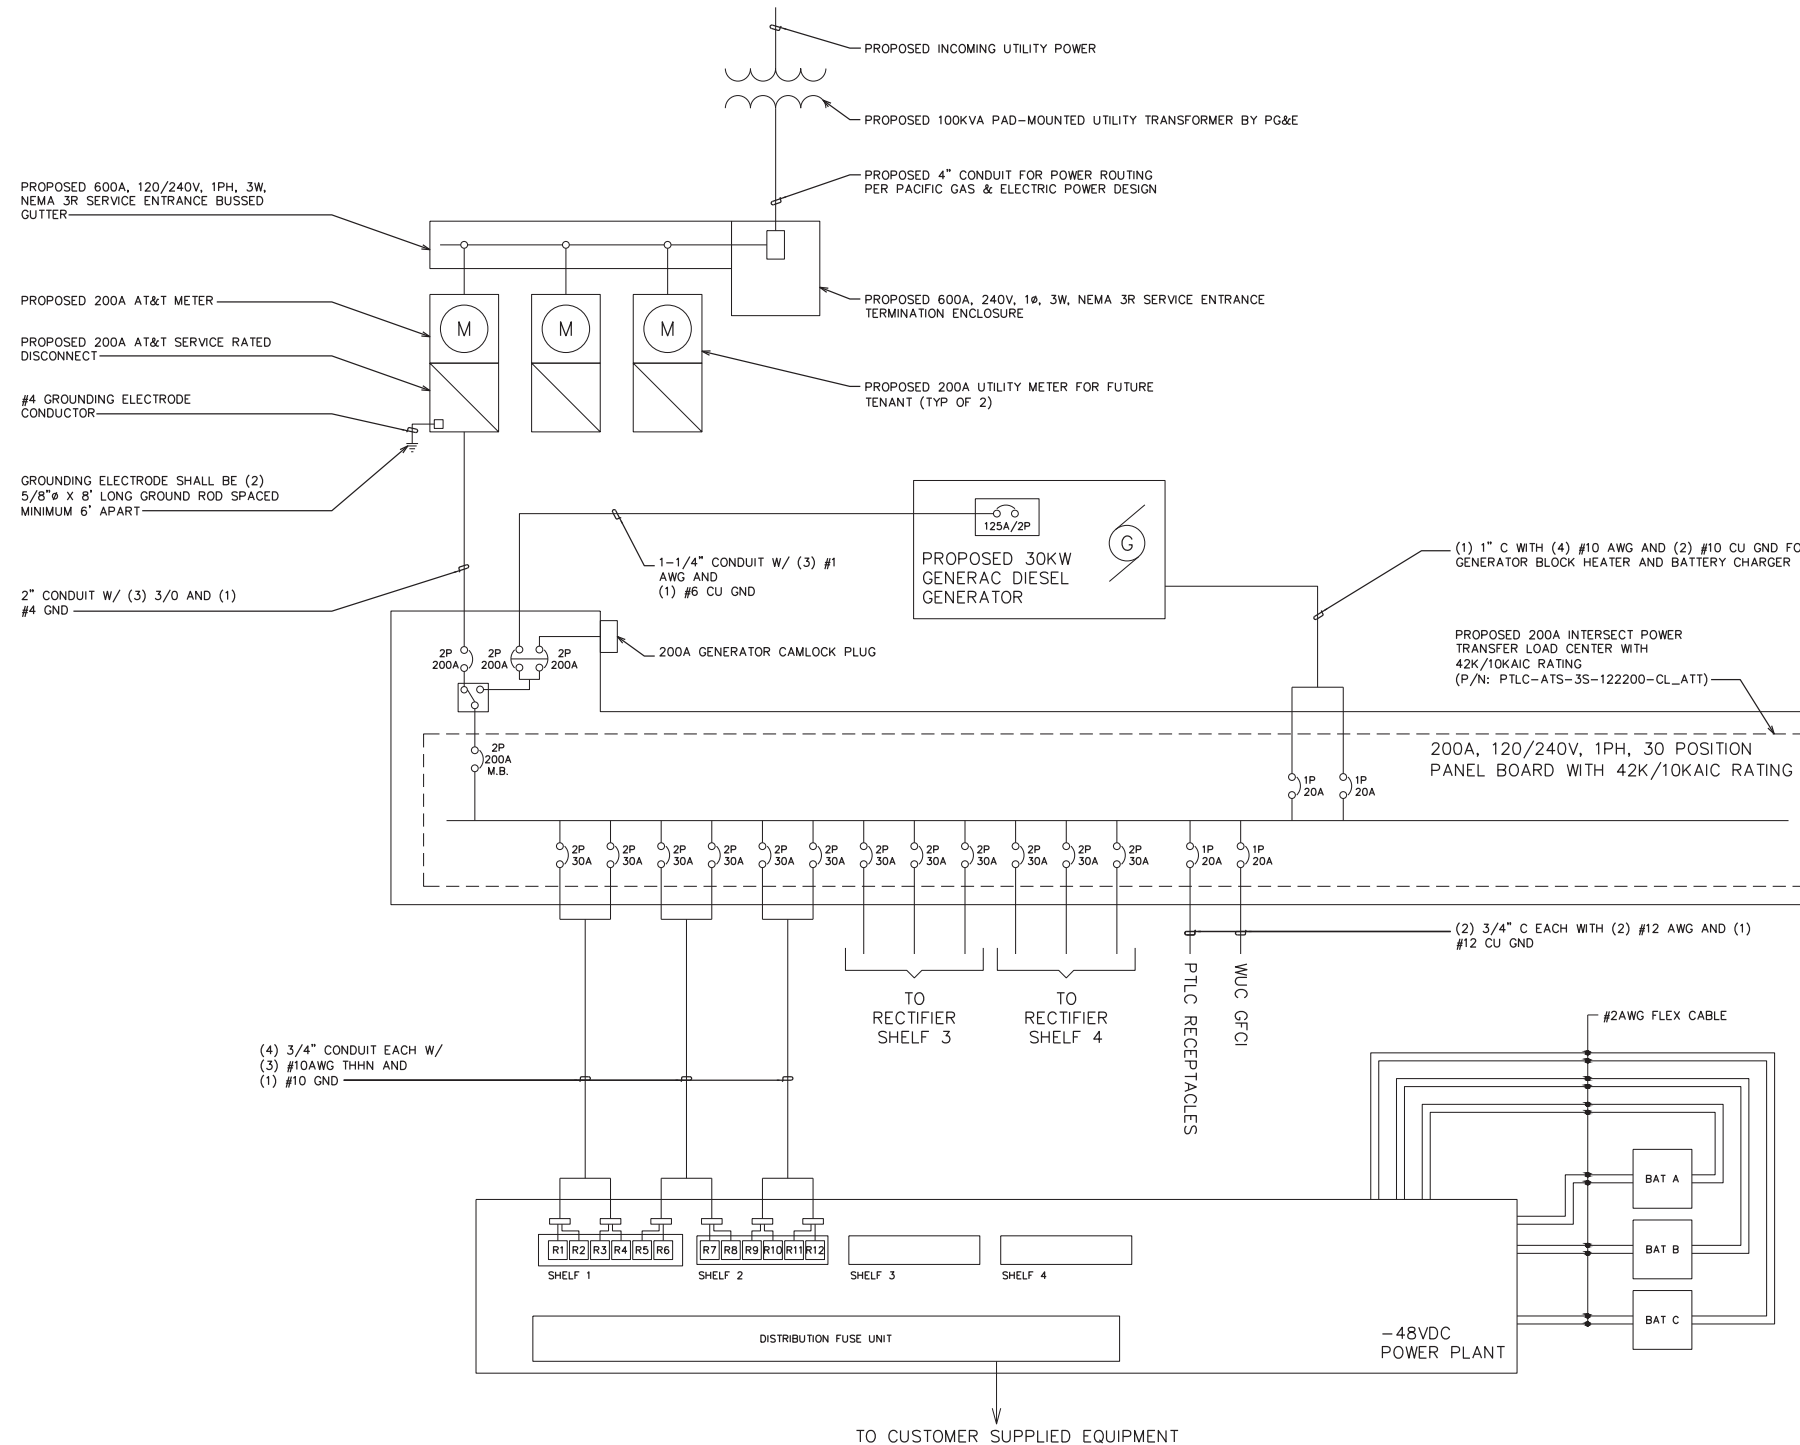 PROPOSED INCOMING UTILITY POWER
PROPOSED 100KVA PAD-MOUNTED UTILITY TRANSFORMER BY PG&E
PROPOSED 4" CONDUIT FOR POWER ROUTING
PER PACIFIC GAS & ELECTRIC POWER DESIGN
PROPOSED 600A, 120/240V, 1PH, 3W,
NEMA 3R SERVICE ENTRANCE BUSSED
GUTTER
PROPOSED 200A AT&T METER
PROPOSED 600A, 240V, 1ø, 3W, NEMA 3R SERVICE ENTRANCE
TERMINATION ENCLOSURE
M
M
M
PROPOSED 200A AT&T SERVICE RATED
DISCONNECT
PROPOSED 200A UTILITY METER FOR FUTURE
TENANT (TYP OF 2)
#4 GROUNDING ELECTRODE
CONDUCTOR
GROUNDING ELECTRODE SHALL BE (2)
5/8"ø X 8' LONG GROUND ROD SPACED
MINIMUM 6' APART
125A/2P
G
PROPOSED 30KW
GENERAC DIESEL
GENERATOR
1-1/4" CONDUIT W/ (3) #1
AWG AND
(1) #6 CU GND
(1) 1" C WITH (4) #10 AWG AND (2) #10 CU GND FO
GENERATOR BLOCK HEATER AND BATTERY CHARGER
2" CONDUIT W/ (3) 3/0 AND (1)
#4 GND
200A GENERATOR CAMLOCK PLUG
PROPOSED 200A INTERSECT POWER
TRANSFER LOAD CENTER WITH
42K/10KAIC RATING
(P/N: PTLC-ATS-3S-122200-CL_ATT)
2P
200A
2P
200A
2P
200A
2P
200A
M.B.
200A, 120/240V, 1PH, 30 POSITION
PANEL BOARD WITH 42K/10KAIC RATING
1P
20A
1P
20A
2P
30A
2P
30A
2P
30A
2P
30A
2P
30A
2P
30A
2P
30A
2P
30A
2P
30A
2P
30A
2P
30A
2P
30A
1P
20A
1P
20A
(2) 3/4" C EACH WITH (2) #12 AWG AND (1)
#12 CU GND
TO
RECTIFIER
SHELF 3
TO
RECTIFIER
SHELF 4
PTLC RECEPTACLES
WUC GFCI
#2AWG FLEX CABLE
(4) 3/4" CONDUIT EACH W/
(3) #10AWG THHN AND
(1) #10 GND
BAT A
BAT B
BAT C
R1 R2 R3 R4 R5 R6
R7 R8 R9 R10 R11 R12
SHELF 1
SHELF 2
SHELF 3
SHELF 4
DISTRIBUTION FUSE UNIT
-48VDC
POWER PLANT
TO CUSTOMER SUPPLIED EQUIPMENT